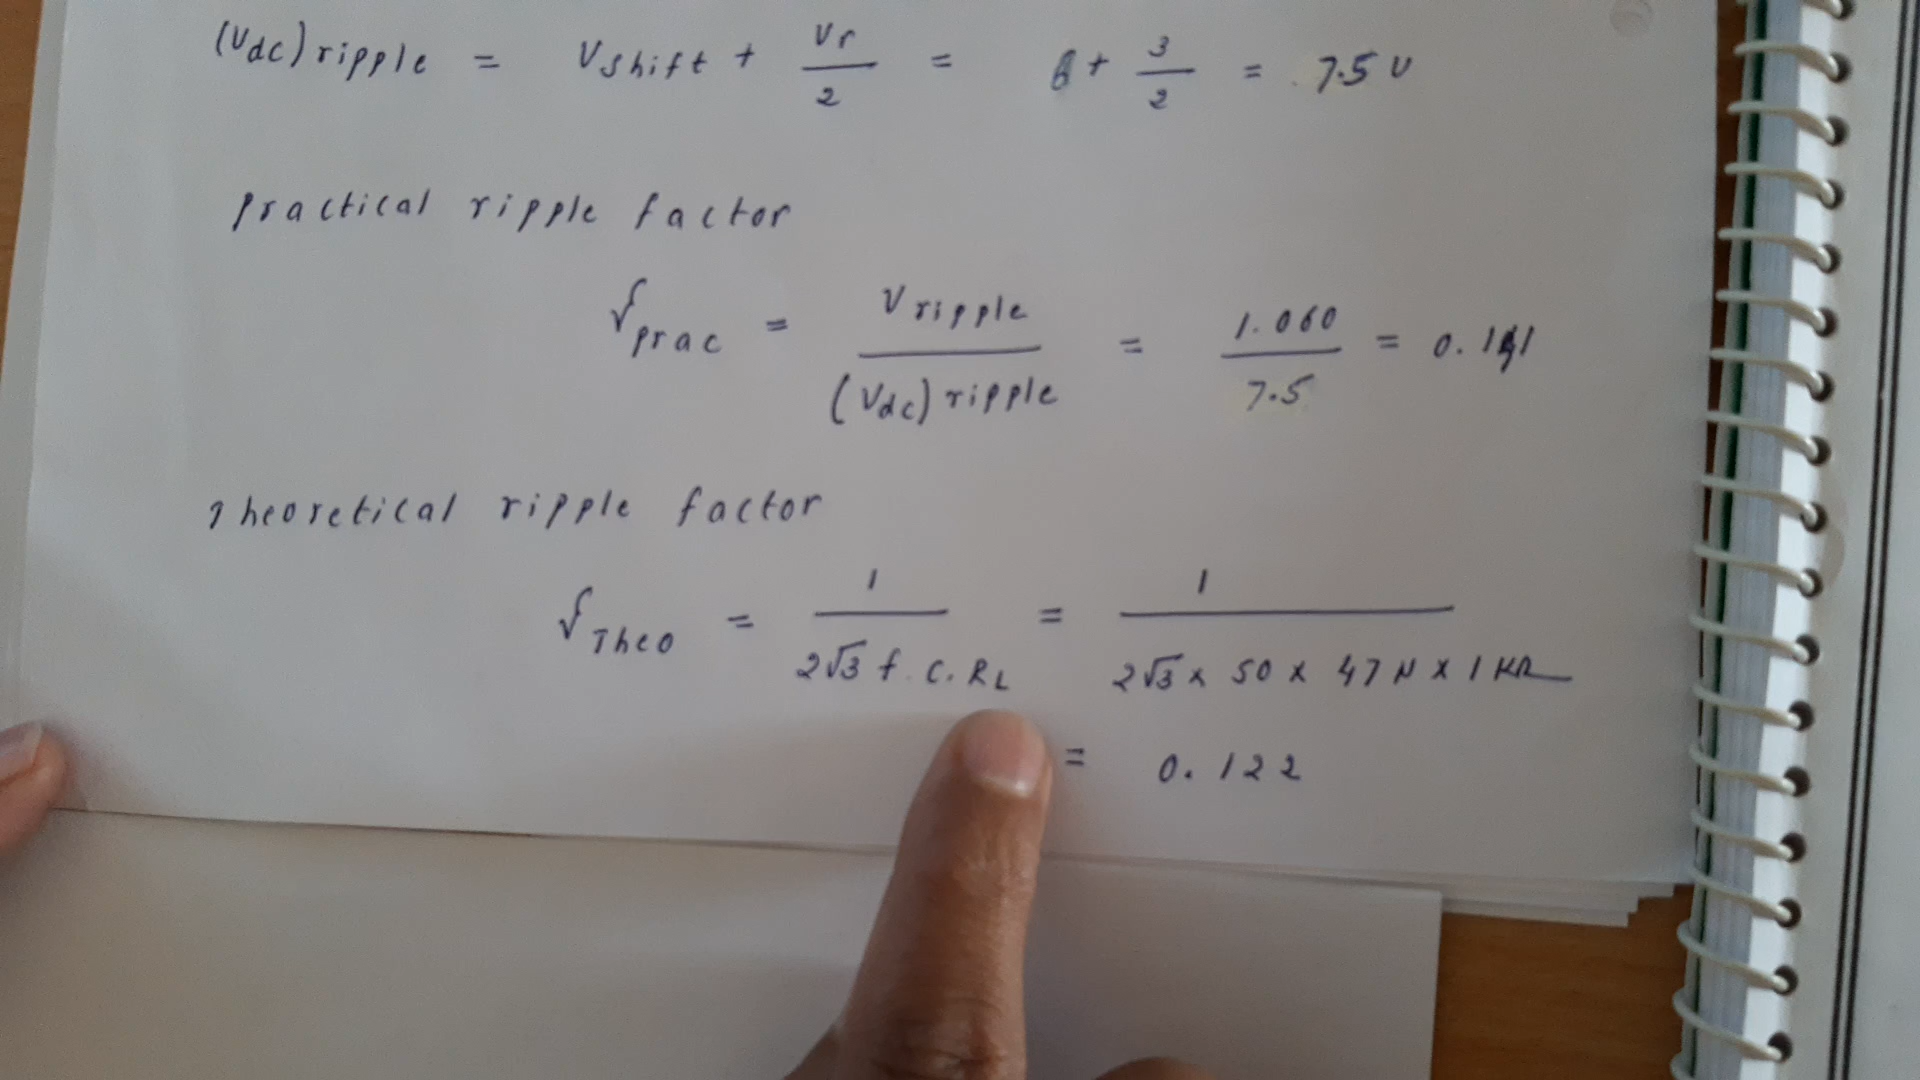 (Vdc) ripple = Vshift + Vr/2 = 6 + 3/2 = 7.5 V
practical ripple factor
γprac = Vripple / (Vdc) ripple = 1.060 / 7.5 = 0.141
Theoretical ripple factor
γTheo = 1 / 2√3 f. C. RL = 1 / 2√3 x 50 x 47 μ x 1 KΩ
= 0.122